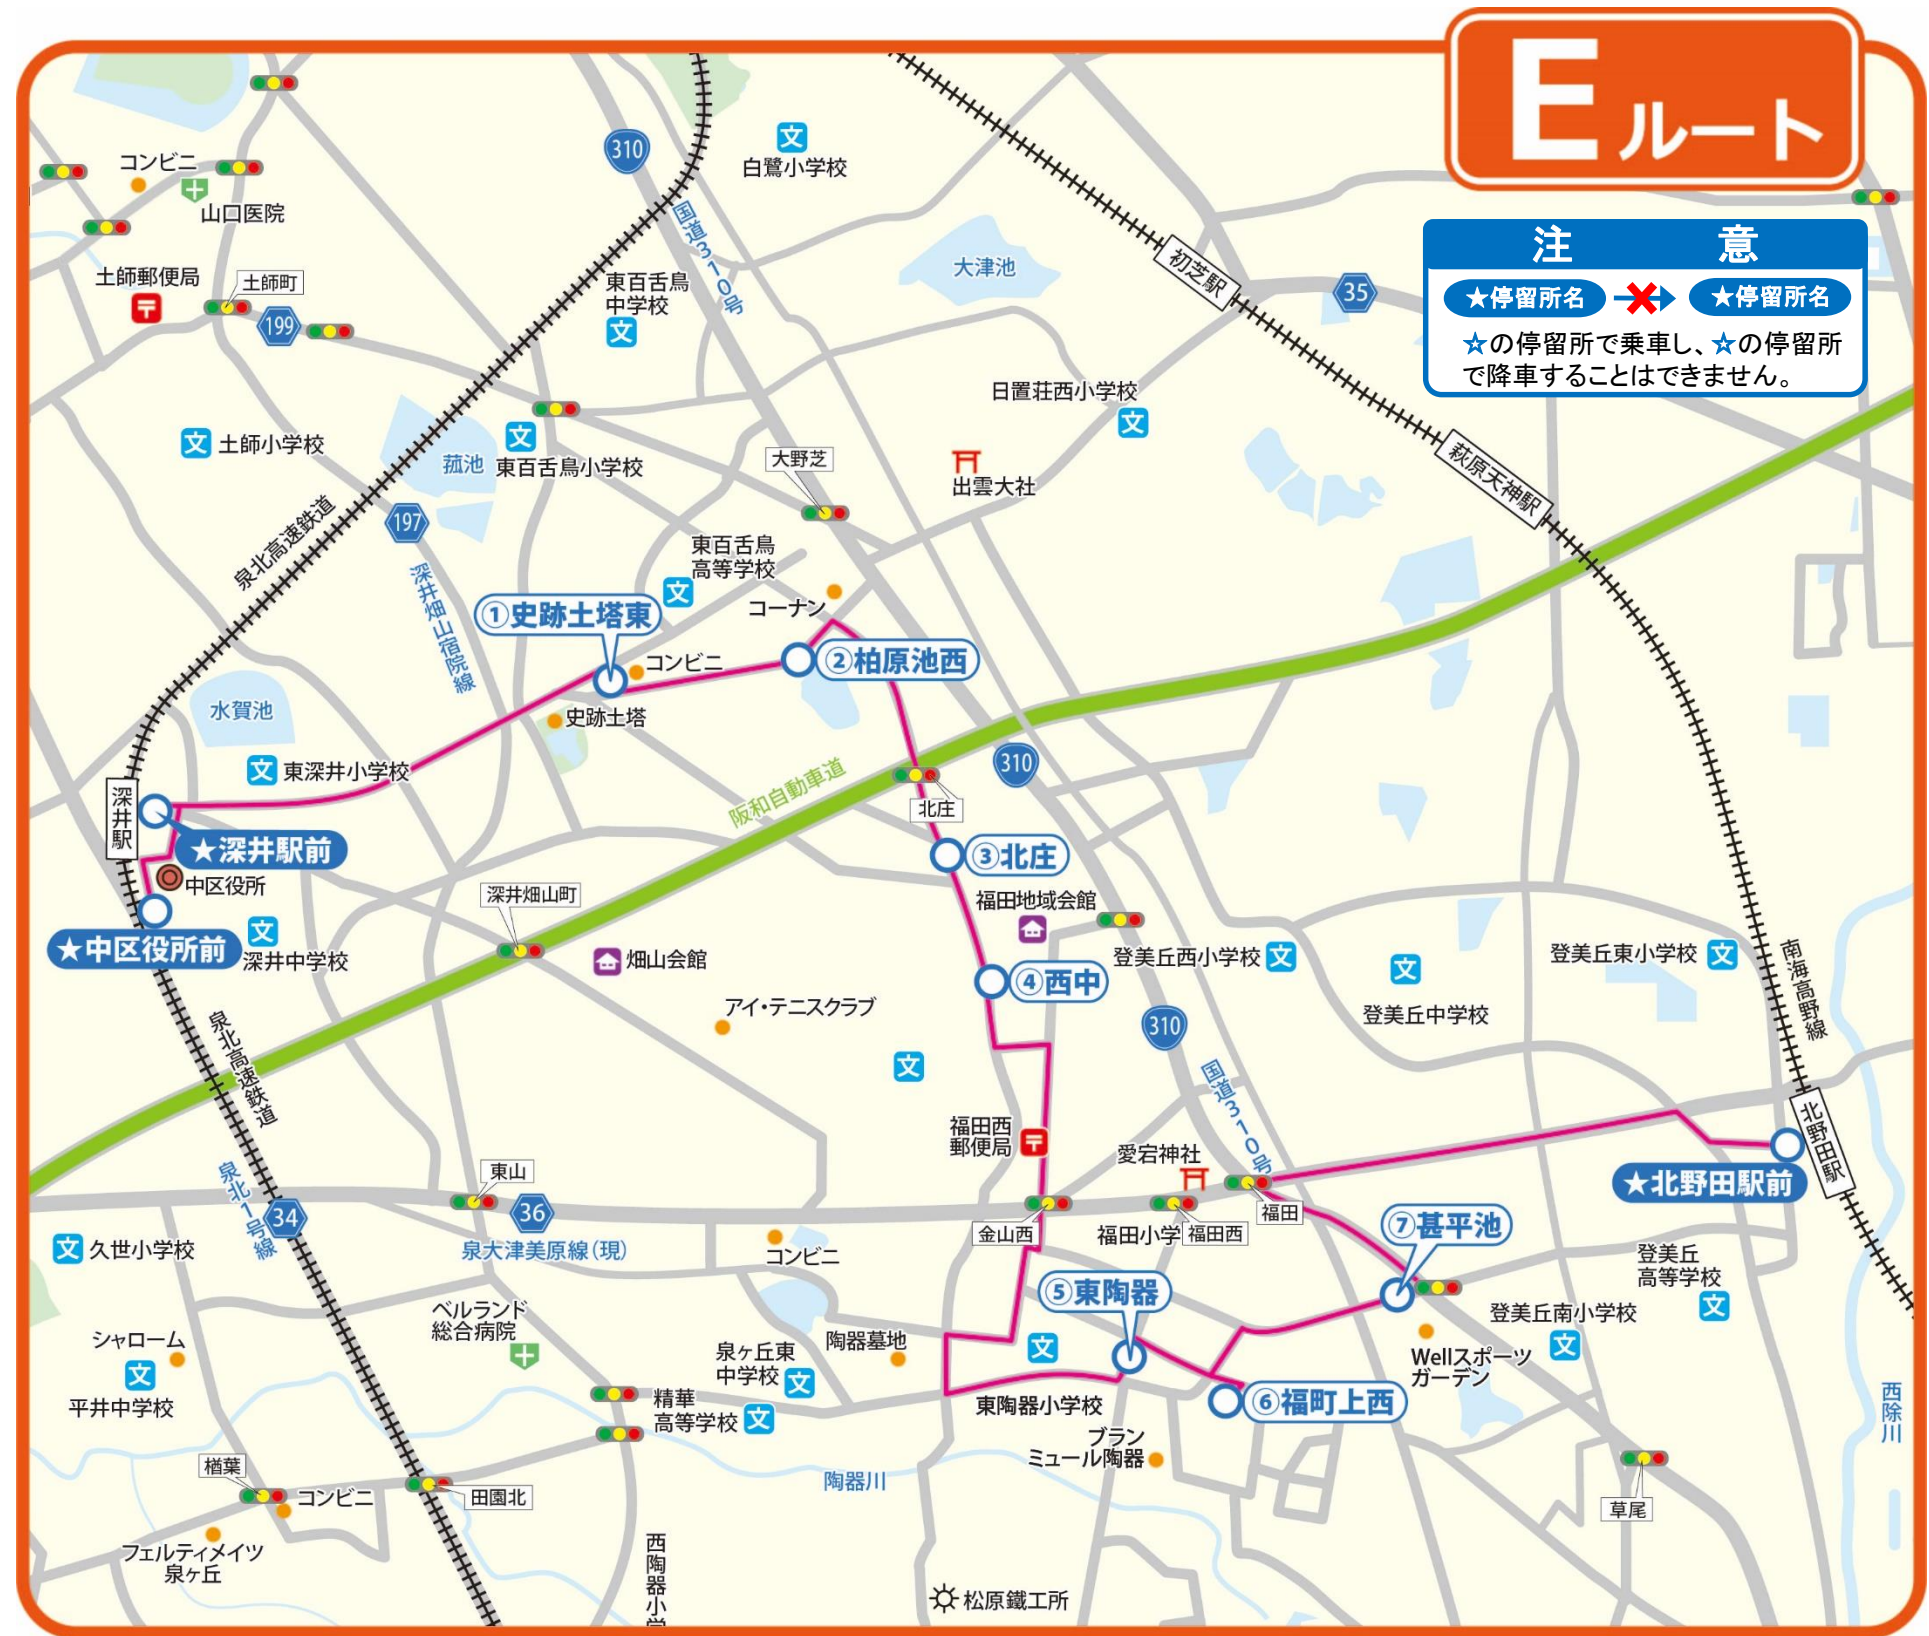 Eルート
注 意
★停留所名
★停留所名
☆の停留所で乗車し、☆の停留所
で降車することはできません。
コンビニ
山口医院
310
白鷺小学校
国道310号
大津池
初芝駅
35
土師郵便局
土師町
199
東百舌鳥
中学校
日置荘西小学校
土師小学校
菰池
東百舌鳥小学校
大野芝
出雲大社
萩原天神駅
197
泉北高速鉄道
深井畑山宿院線
東百舌鳥
高等学校
コーナン
①史跡土塔東
コンビニ
②柏原池西
水賀池
史跡土塔
東深井小学校
310
阪和自動車道
北庄
深井駅
★深井駅前
中区役所
③北庄
深井畑山町
福田地域会館
★中区役所前
深井中学校
畑山会館
④西中
登美丘西小学校
登美丘東小学校
南海高野線
登美丘中学校
アイ・テニスクラブ
310
泉北高速鉄道
国道310号
福田西
郵便局
愛宕神社
北野田駅
★北野田駅前
東山
泉北1号線
34
36
金山西
福田小学
福田西
福田
⑦甚平池
久世小学校
泉大津美原線(現)
コンビニ
登美丘
高等学校
⑤東陶器
ベルランド
総合病院
登美丘南小学校
シャローム
泉ヶ丘東
中学校
陶器墓地
Wellスポーツ
ガーデン
平井中学校
精華
高等学校
東陶器小学校
⑥福町上西
西除川
ブラン
ミュール陶器
楢葉
コンビニ
田園北
陶器川
草尾
フェルティメイツ
泉ヶ丘
西陶器小学
松原鐵工所